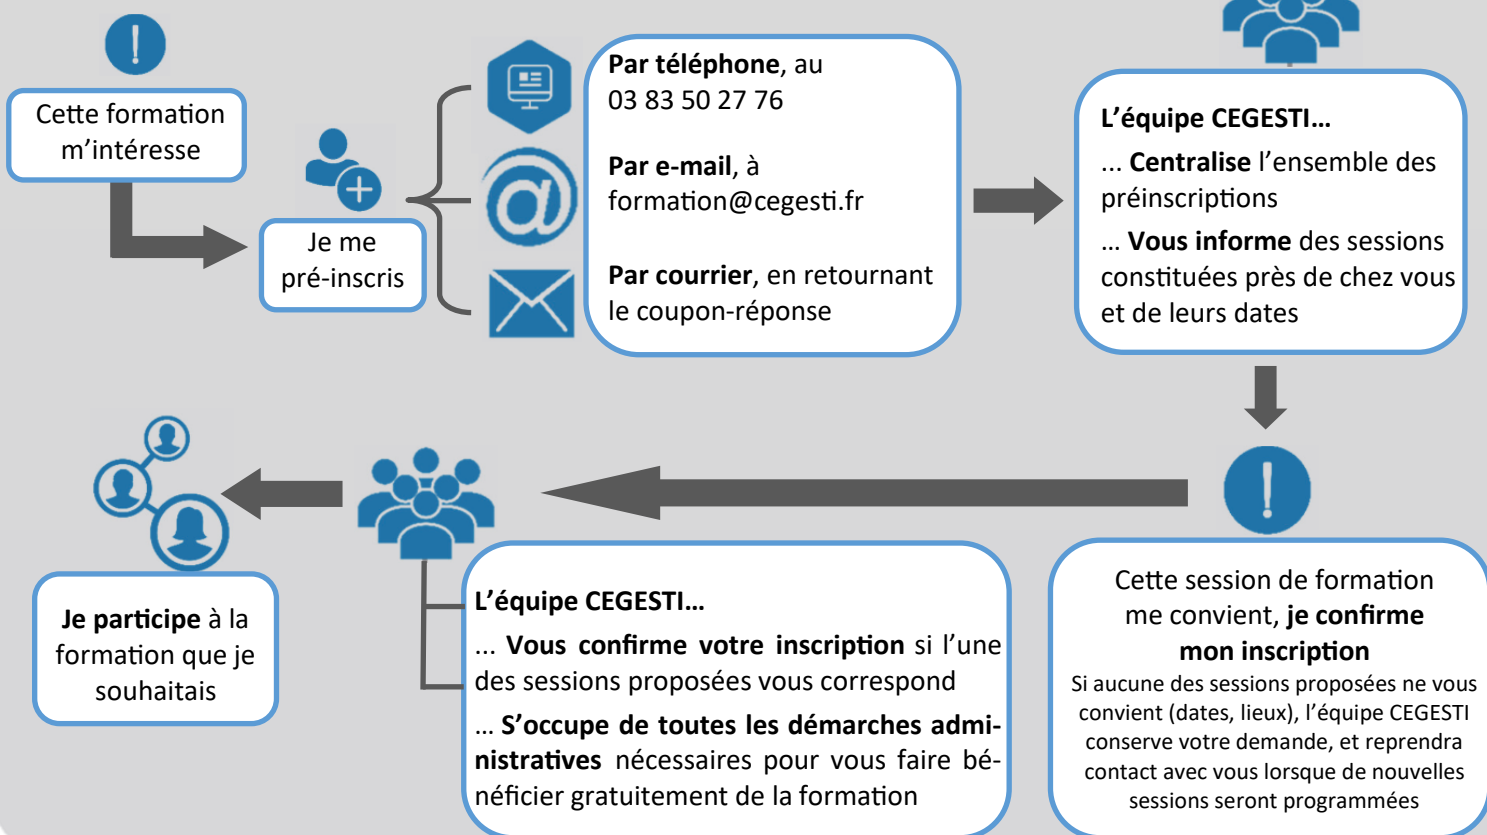 Cette formation
m’intéresse
Je me
pré-inscris
Par téléphone, au
03 83 50 27 76
Par e-mail, à
formation@cegesti.fr
Par courrier, en retournant
le coupon-réponse
L’équipe CEGESTI…
... Centralise l’ensemble des
préinscriptions
... Vous informe des sessions
constituées près de chez vous
et de leurs dates
Cette session de formation
me convient, je confirme
mon inscription
Si aucune des sessions proposées ne vous
convient (dates, lieux), l’équipe CEGESTI
conserve votre demande, et reprendra
contact avec vous lorsque de nouvelles
sessions seront programmées
L’équipe CEGESTI…
... Vous confirme votre inscription si l’une
des sessions proposées vous correspond
... S’occupe de toutes les démarches admi-
nistratives nécessaires pour vous faire bé-
néficier gratuitement de la formation
Je participe à la
formation que je
souhaitais